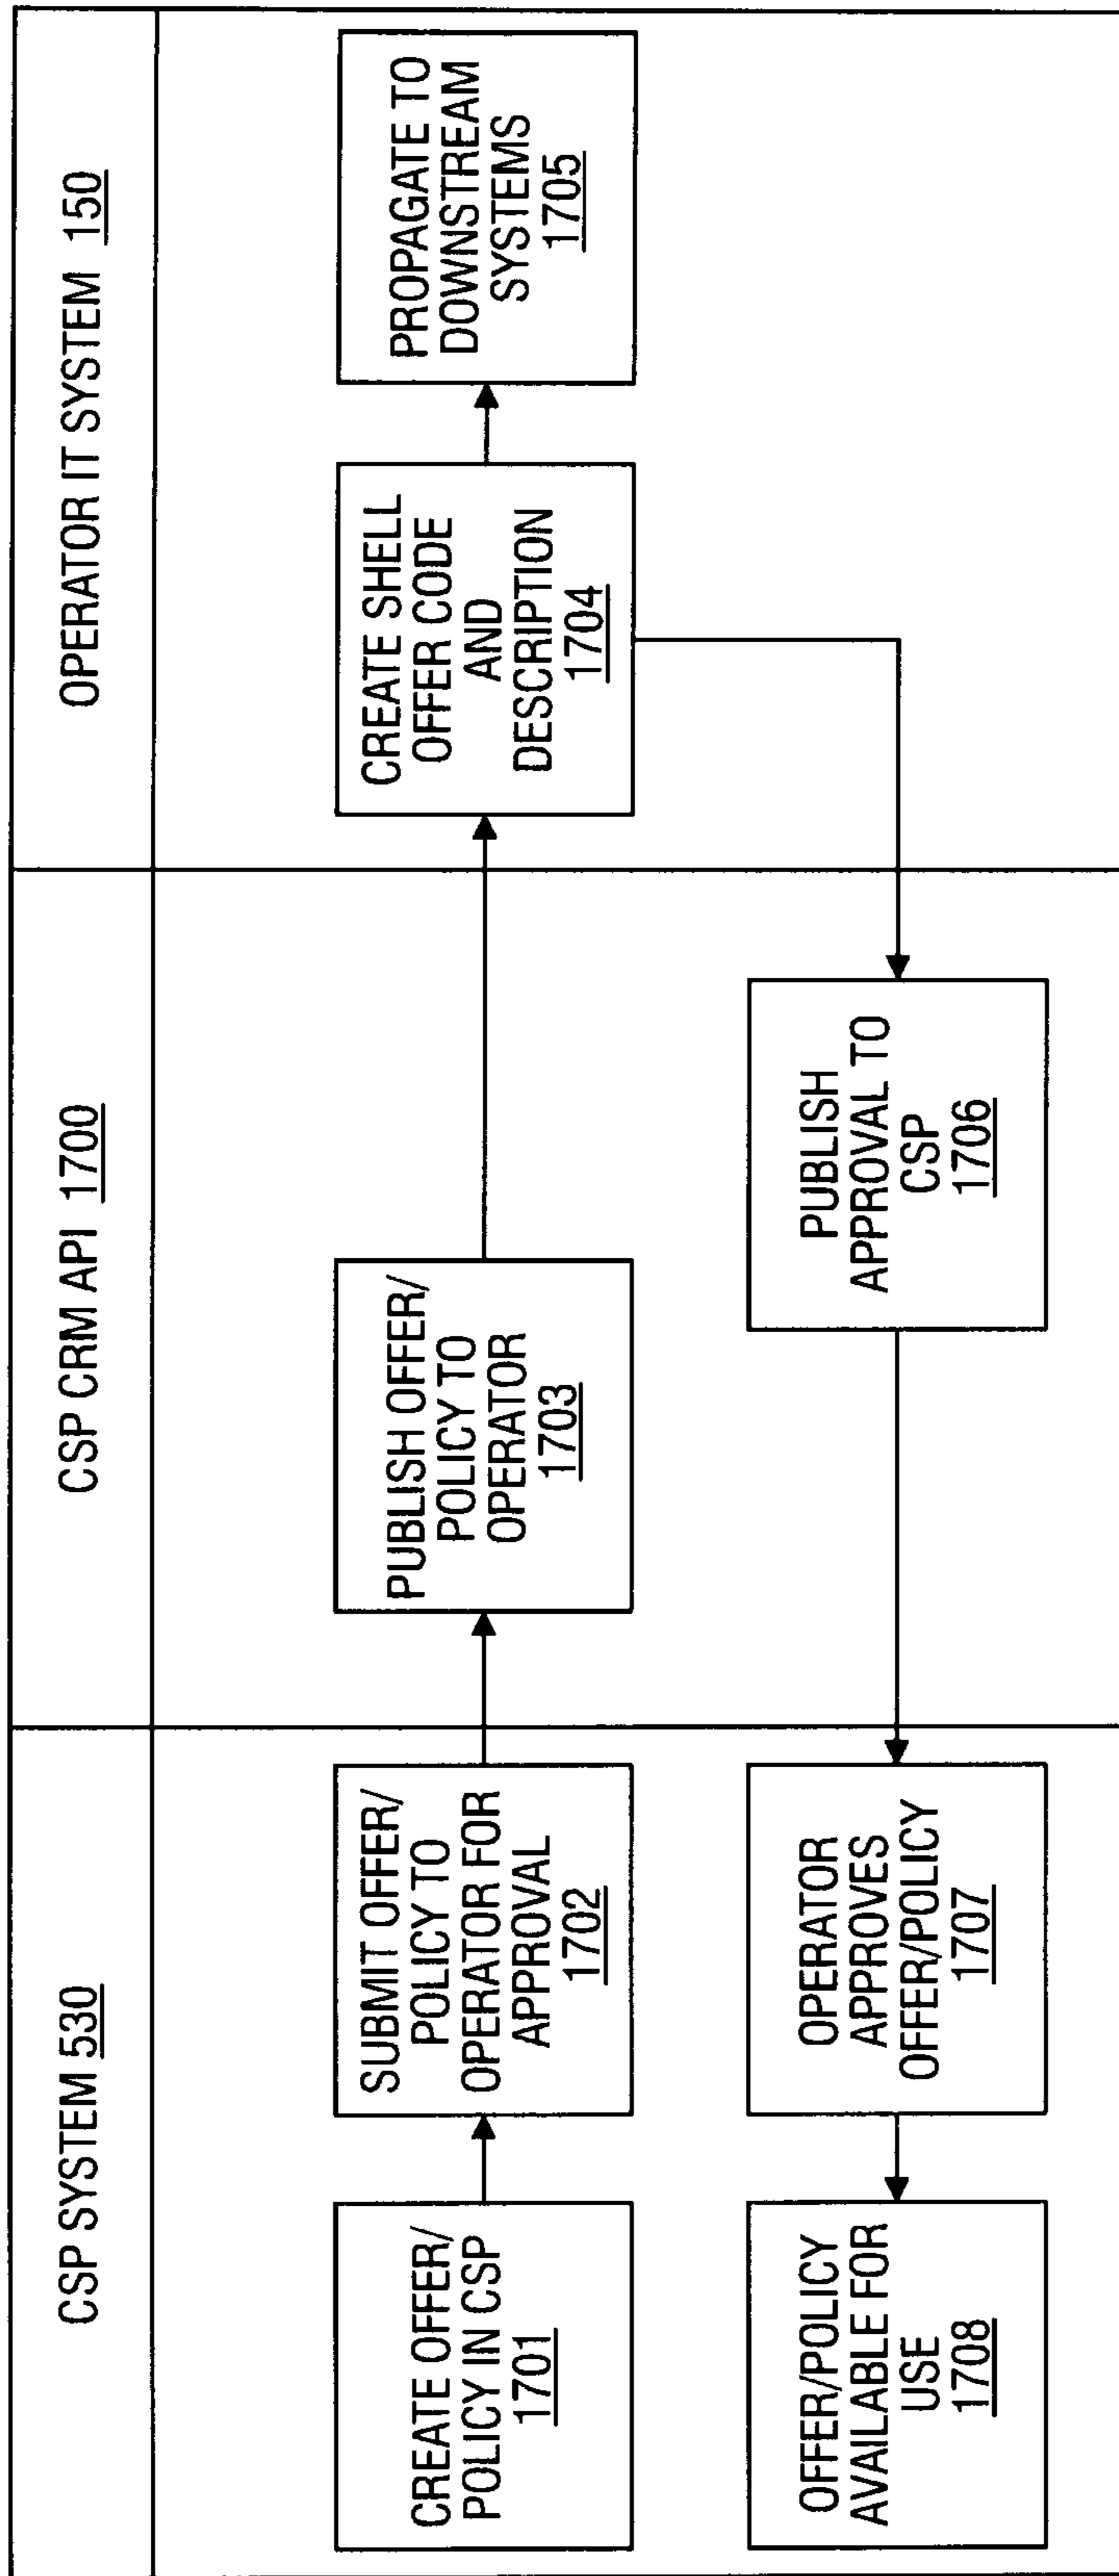 CSP SYSTEM 530
CSP CRM API 1700
OPERATOR IT SYSTEM 150
CREATE OFFER/
POLICY IN CSP
1701
SUBMIT OFFER/
POLICY TO
OPERATOR FOR
APPROVAL
1702
PUBLISH OFFER/
POLICY TO
OPERATOR
1703
CREATE SHELL
OFFER CODE
AND
DESCRIPTION
1704
PROPAGATE TO
DOWNSTREAM
SYSTEMS
1705
OFFER/POLICY
AVAILABLE FOR
USE
1708
OPERATOR
APPROVES
OFFER/POLICY
1707
PUBLISH
APPROVAL TO
CSP
1706